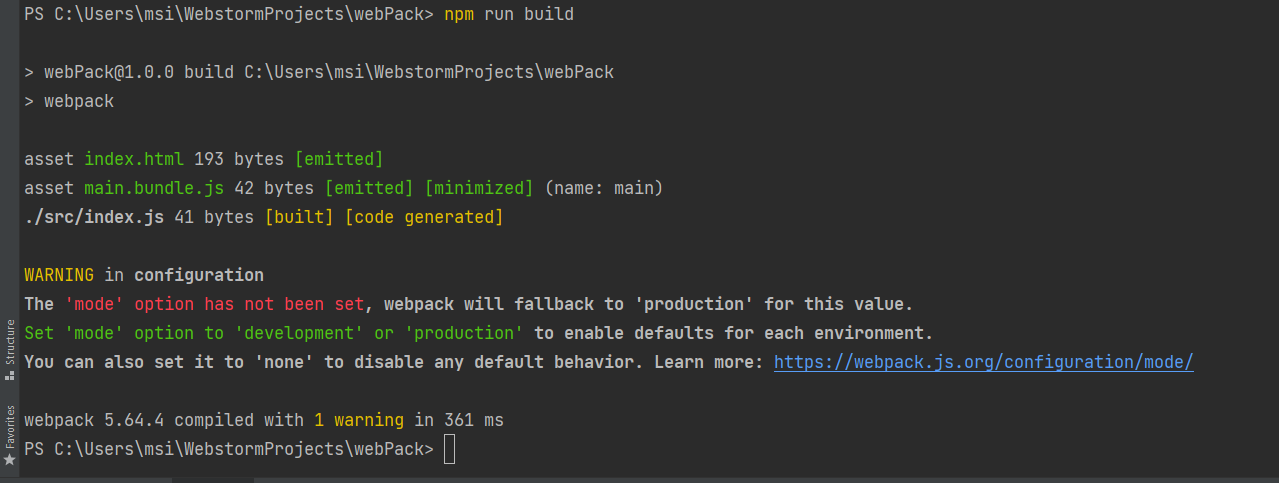 PS C:\Users\msi\WebstormProjects\webPack> npm run build
> webPack@1.0.0 build C:\Users\msi\WebstormProjects\webPack
> webpack
asset index.html 193 bytes [emitted]
asset main.bundle.js 42 bytes [emitted] [minimized] (name: main)
./src/index.js 41 bytes [built] [code generated]
WARNING in configuration
The 'mode' option has not been set, webpack will fallback to 'production' for this value.
Set 'mode' option to 'development' or 'production' to enable defaults for each environment.
You can also set it to 'none' to disable any default behavior. Learn more: https://webpack.js.org/configuration/mode/
webpack 5.64.4 compiled with 1 warning in 361 ms
PS C:\Users\msi\WebstormProjects\webPack>
Structure
Favorites